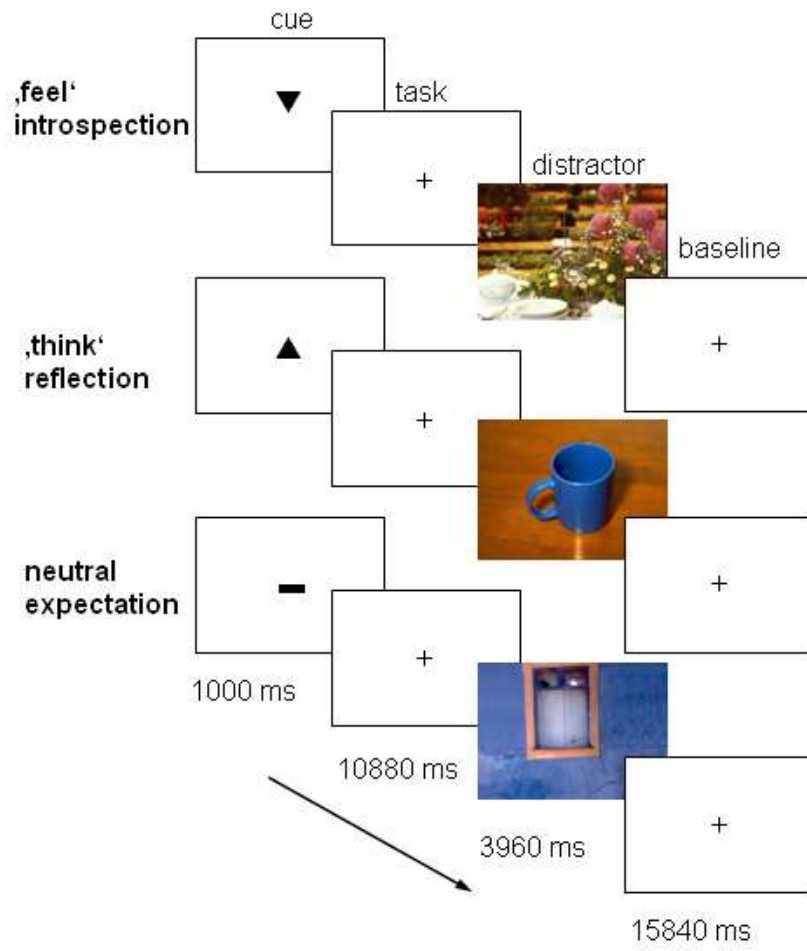 cue
‚feel‘
introspection
task
distractor
baseline
‚think‘
reflection
neutral
expectation
1000 ms
10880 ms
3960 ms
15840 ms